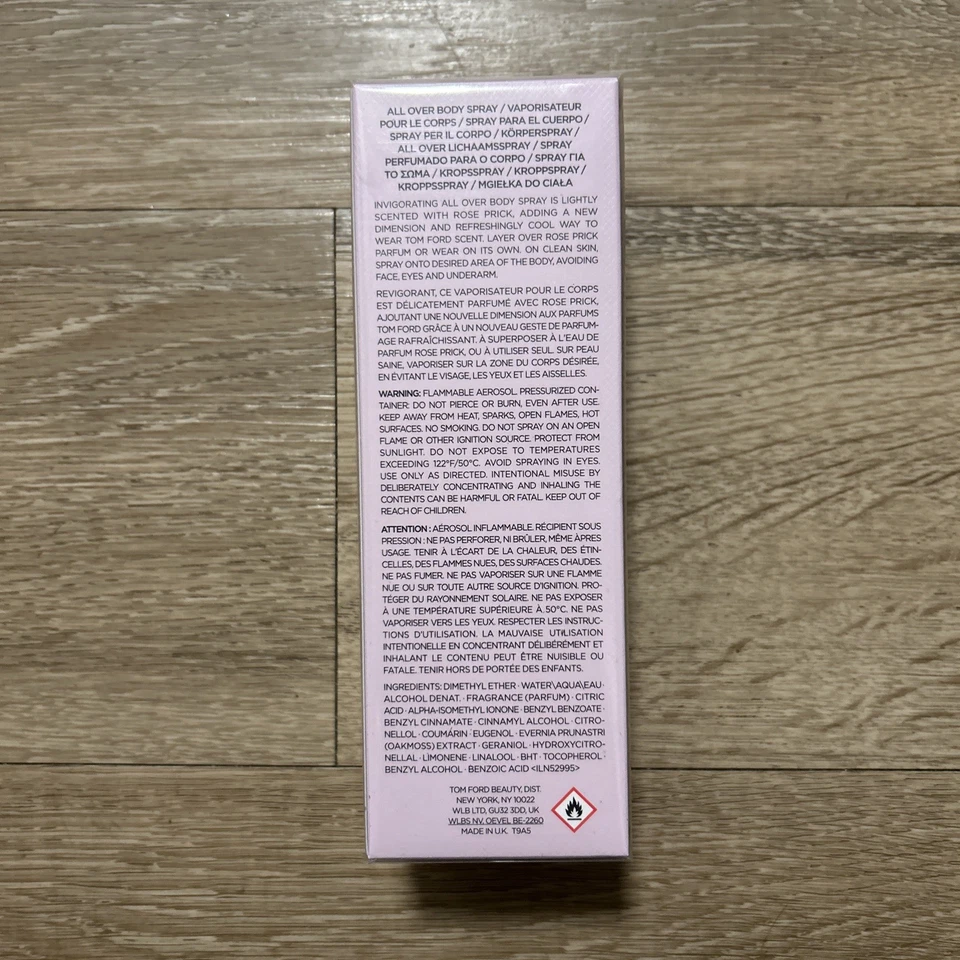 ALL OVER BODY SPRAY / VAPORISATEUR
POUR LE CORPS / SPRAY PARA EL CUERPO /
SPRAY PER IL CORPO / KÖRPERSPRAY /
ALL OVER LICHAAMSSPRAY / SPRAY
PERFUMADO PARA O CORPO / SPRAY ΓΙΑ
ΤΟ ΣΩΜΑ / KROPSSPRAY / KROPPSPRAY /
KROPPSSPRAY / MGIEŁKA DO CIAŁA
INVIGORATING ALL OVER BODY SPRAY IS LIGHTLY
SCENTED WITH ROSE PRICK, ADDING A NEW
DIMENSION AND REFRESHINGLY COOL WAY TO
WEAR TOM FORD SCENT. LAYER OVER ROSE PRICK
PARFUM OR WEAR ON ITS OWN. ON CLEAN SKIN,
SPRAY ONTO DESIRED AREA OF THE BODY, AVOIDING
FACE, EYES AND UNDERARM.
REVIGORANT, CE VAPORISATEUR POUR LE CORPS
EST DÉLICATEMENT PARFUMÉ AVEC ROSE PRICK,
AJOUTANT UNE NOUVELLE DIMENSION AUX PARFUMS
TOM FORD GRÂCE À UN NOUVEAU GESTE DE PARFUM-
AGE RAFRAÎCHISSANT. À SUPERPOSER À L'EAU DE
PARFUM ROSE PRICK, OU À UTILISER SEUL. SUR PEAU
SAINE, VAPORISER SUR LA ZONE DU CORPS DÉSIRÉE,
EN ÉVITANT LE VISAGE, LES YEUX ET LES AISSELLES.
WARNING: FLAMMABLE AEROSOL. PRESSURIZED CON-
TAINER: DO NOT PIERCE OR BURN, EVEN AFTER USE.
KEEP AWAY FROM HEAT, SPARKS, OPEN FLAMES, HOT
SURFACES. NO SMOKING. DO NOT SPRAY ON AN OPEN
FLAME OR OTHER IGNITION SOURCE. PROTECT FROM
SUNLIGHT. DO NOT EXPOSE TO TEMPERATURES
EXCEEDING 122°F/50°C. AVOID SPRAYING IN EYES.
USE ONLY AS DIRECTED. INTENTIONAL MISUSE BY
DELIBERATELY CONCENTRATING AND INHALING THE
CONTENTS CAN BE HARMFUL OR FATAL. KEEP OUT OF
REACH OF CHILDREN.
ATTENTION : AÉROSOL INFLAMMABLE. RÉCIPIENT SOUS
PRESSION : NE PAS PERFORER, NI BRÛLER, MÊME ÀPRES
USAGE. TENIR À L'ÉCART DE LA CHALEUR, DES ÉTIN-
CELLES, DES FLAMMES NUES, DES SURFACES CHAUDES.
NE PAS FUMER. NE PAS VAPORISER SUR UNE FLAMME
NUE OU SUR TOUTE AUTRE SOURCE D'IGNITION. PRO-
TÉGER DU RAYONNEMENT SOLAIRE. NE PAS EXPOSER
À UNE TEMPÉRATURE SUPÉRIEURE À 50°C. NE PAS
VAPORISER VERS LES YEUX. RESPECTER LES INSTRUC-
TIONS D'UTILISATION. LA MAUVAISE UTILISATION
INTENTIONELLE EN CONCENTRANT DÉLIBÉRÉMENT ET
INHALANT LE CONTENU PEUT ÊTRE NUISIBLE OU
FATALE. TENIR HORS DE PORTÉE DES ENFANTS.
INGREDIENTS: DIMETHYL ETHER · WATER\AQUA\EAU ·
ALCOHOL DENAT. · FRAGRANCE (PARFUM) · CITRIC
ACID · ALPHA-ISOMETHYL IONONE · BENZYL BENZOATE ·
BENZYL CINNAMATE · CINNAMYL ALCOHOL · CITRO-
NELLOL · COUMARIN · EUGENOL · EVERNIA PRUNASTRI
(OAKMOSS) EXTRACT · GERANIOL · HYDROXYCITRO-
NELLAL · LIMONENE · LINALOOL · BHT · TOCOPHEROL ·
BENZYL ALCOHOL · BENZOIC ACID <ILN52995>
TOM FORD BEAUTY, DIST.
NEW YORK, NY 10022
WLB LTD, GU32 3DD, UK
WLBS NV. OEVEL BE-2260
MADE IN U.K. T9A5